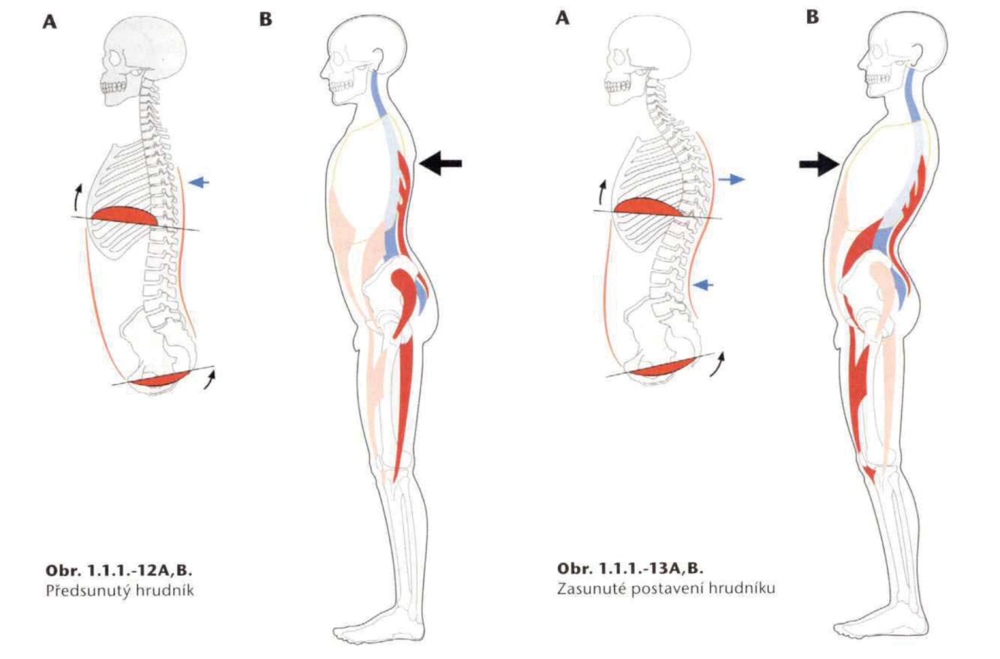 A
B
A
B
Obr. 1.1.1.-12A,B.
Předsunutý hrudník
Obr. 1.1.1.-13A,B.
Zasunuté postavení hrudníku